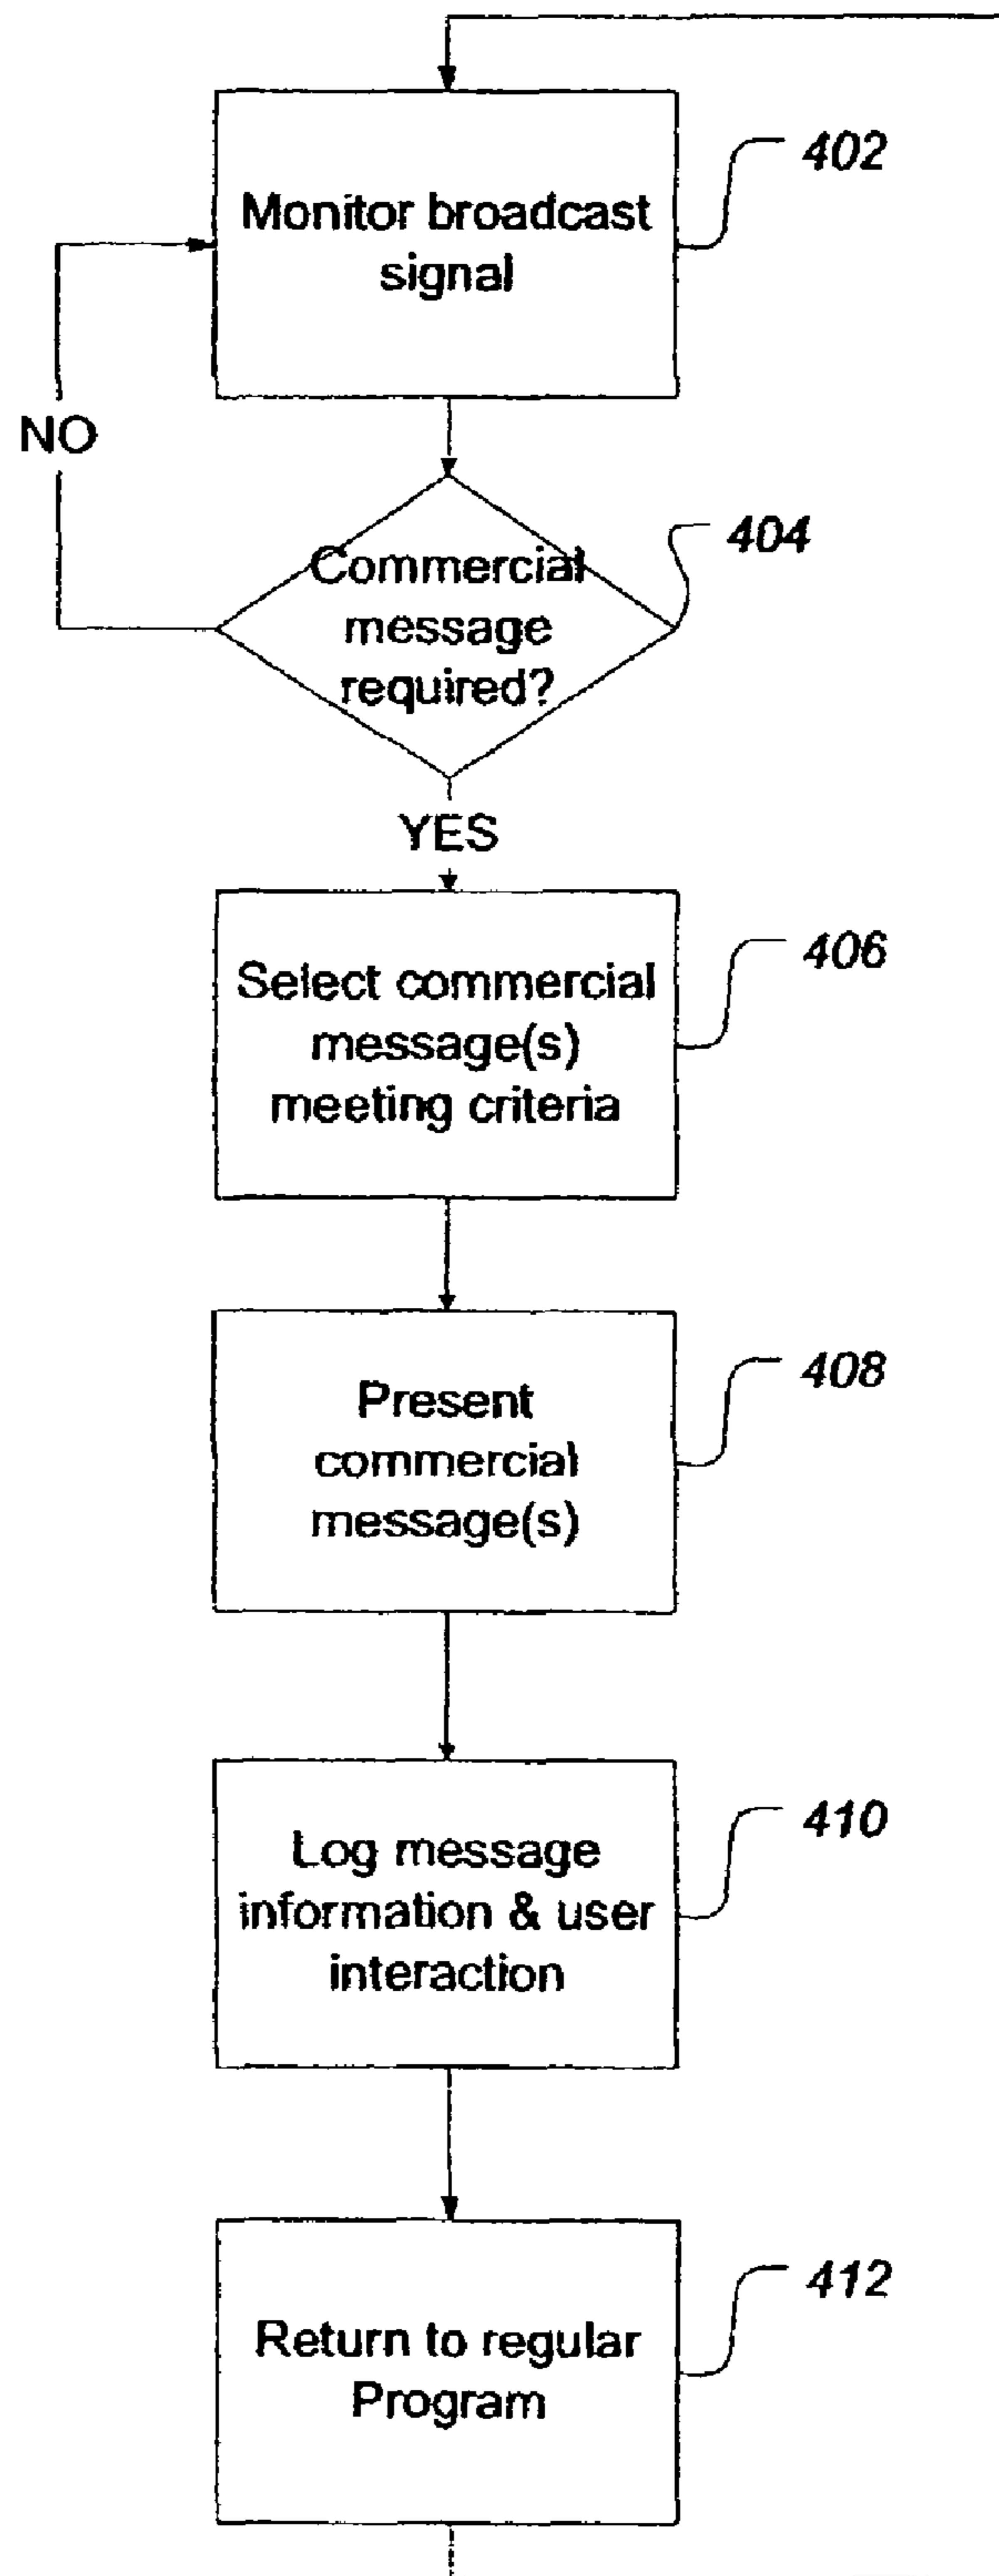 402
Monitor broadcast
signal
NO
404
Commercial
message
required?
YES
406
Select commercial
message(s)
meeting criteria
408
Present
commercial
message(s)
410
Log message
information & user
interaction
412
Return to regular
Program